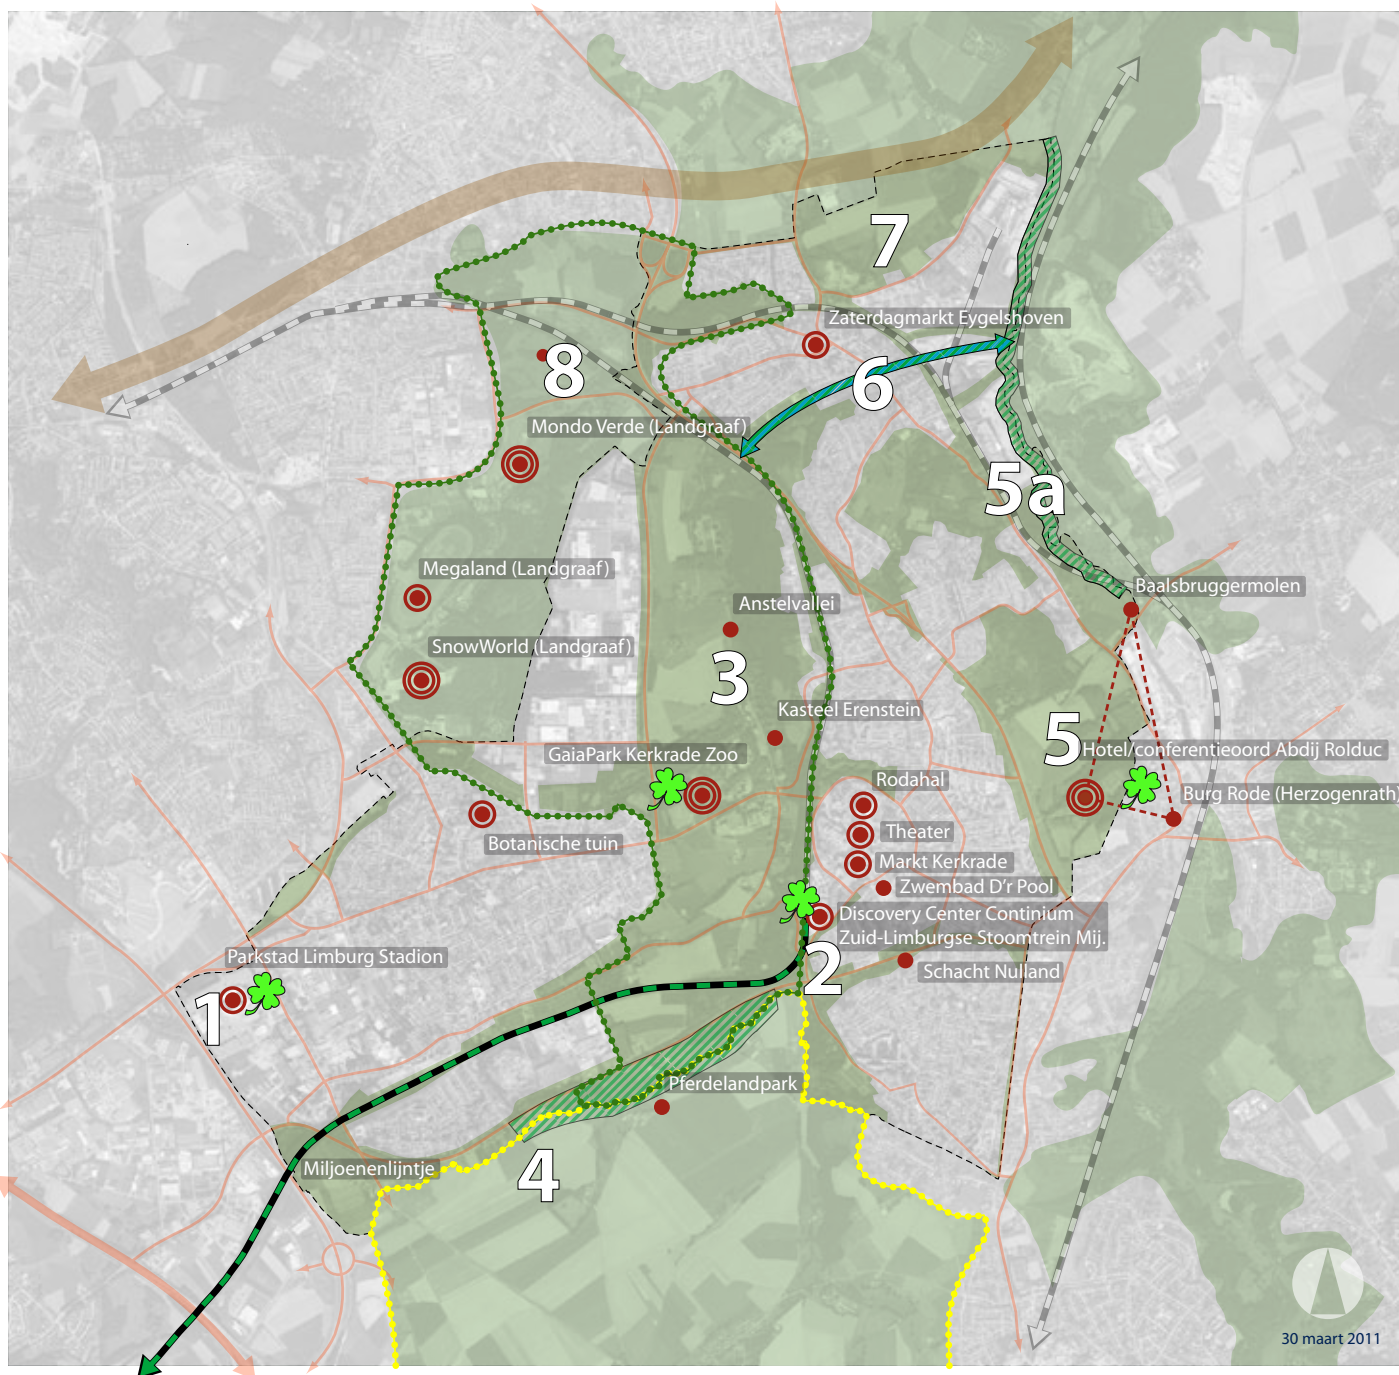 7
Zaterdagmarkt Eygelshoven
8
6
Mondo Verde (Landgraaf)
5a
Megaland (Landgraaf)
Baalsbruggermolen
Anstelvallei
SnowWorld (Landgraaf)
3
Kasteel Erenstein
5
Hotel/conferentieoord Abdij Rolduc
GaiaPark Kerkrade Zoo
Rodahal
Burg Rode (Herzogenrath)
Theater
Botanische tuin
Markt Kerkrade
Zwembad D'r Pool
Discovery Center Continium
Zuid-Limburgse Stoomtrein Mij.
Parkstad Limburg Stadion
2
Schacht Nulland
1
Pferdelandpark
Miljoenenlijntje
4
30 maart 2011